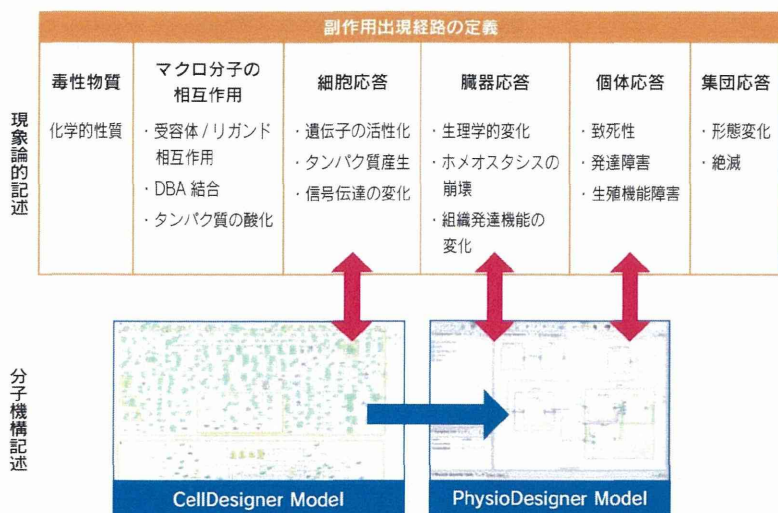 副作用出現経路の定義
現象論的記述
毒性物質
化学的性質
マクロ分子の
相互作用
・受容体 / リガンド
相互作用
・DBA 結合
・タンパク質の酸化
細胞応答
・遺伝子の活性化
・タンパク質産生
・信号伝達の変化
臓器応答
・生理学的変化
・ホメオスタシスの
崩壊
・組織発達機能の
変化
個体応答
・致死性
・発達障害
・生殖機能障害
集団応答
・形態変化
・絶滅
分子機構記述
CellDesigner Model
PhysioDesigner Model